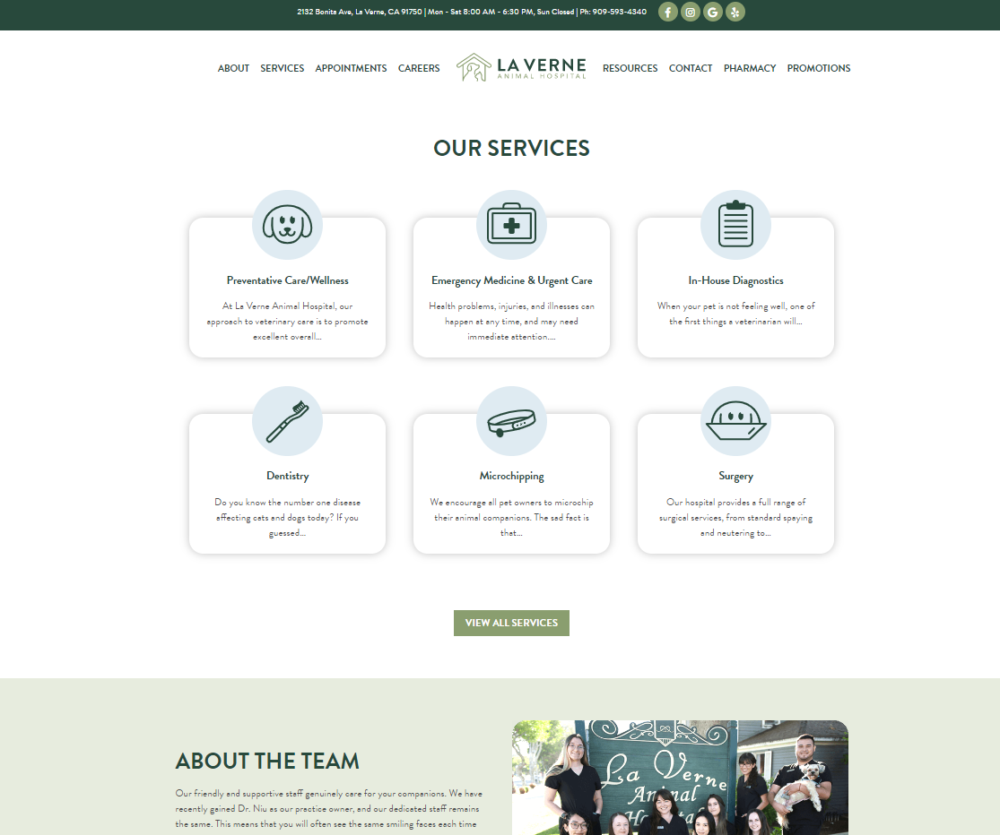 2132 Bonita Ave, La Verne, CA 91750 | Mon - Sat 8:00 AM - 6:30 PM, Sun Closed | Ph: 909-593-4340
ABOUT SERVICES APPOINTMENTS CAREERS LA VERNE RESOURCES CONTACT PHARMACY PROMOTIONS
ANIMAL HOSPITAL
OUR SERVICES
Preventative Care/Wellness
At La Verne Animal Hospital, our
approach to veterinary care is to promote
excellent overall...
Emergency Medicine & Urgent Care
Health problems, injuries, and illnesses can
happen at any time, and may need
immediate attention....
In-House Diagnostics
When your pet is not feeling well, one of
the first things a veterinarian will...
Dentistry
Do you know the number one disease
affecting cats and dogs today? If you
guessed...
Microchipping
We encourage all pet owners to microchip
their animal companions. The sad fact is
that...
Surgery
Our hospital provides a full range of
surgical services, from standard spaying
and neutering to...
VIEW ALL SERVICES
ABOUT THE TEAM
Our friendly and supportive staff genuinely care for your companions. We have
recently gained Dr. Niu as our practice owner, and our dedicated staff remains
the same. This means that you will often see the same smiling faces each time
La Verne
Animal